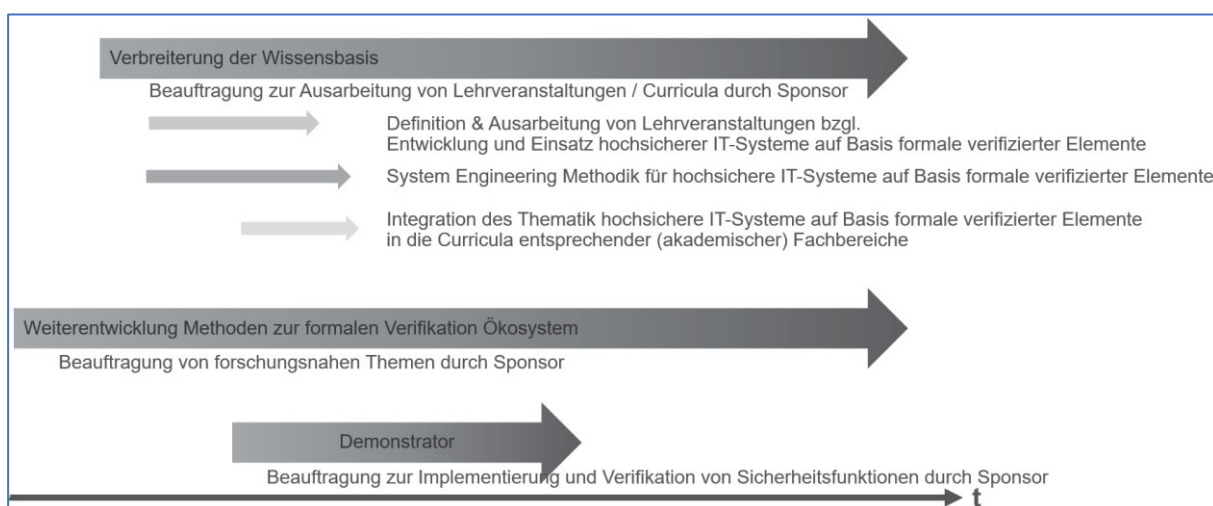 Verbreiterung der Wissensbasis
Beauftragung zur Ausarbeitung von Lehrveranstaltungen / Curricula durch Sponsor
Definition & Ausarbeitung von Lehrveranstaltungen bzgl.
Entwicklung und Einsatz hochsicherer IT-Systeme auf Basis formale verifizierter Elemente
System Engineering Methodik für hochsichere IT-Systeme auf Basis formale verifizierter Elemente
Integration des Thematik hochsichere IT-Systeme auf Basis formale verifizierter Elemente
in die Curricula entsprechender (akademischer) Fachbereiche
Weiterentwicklung Methoden zur formalen Verifikation Ökosystem
Beauftragung von forschungsnahen Themen durch Sponsor
Demonstrator
Beauftragung zur Implementierung und Verifikation von Sicherheitsfunktionen durch Sponsor
t